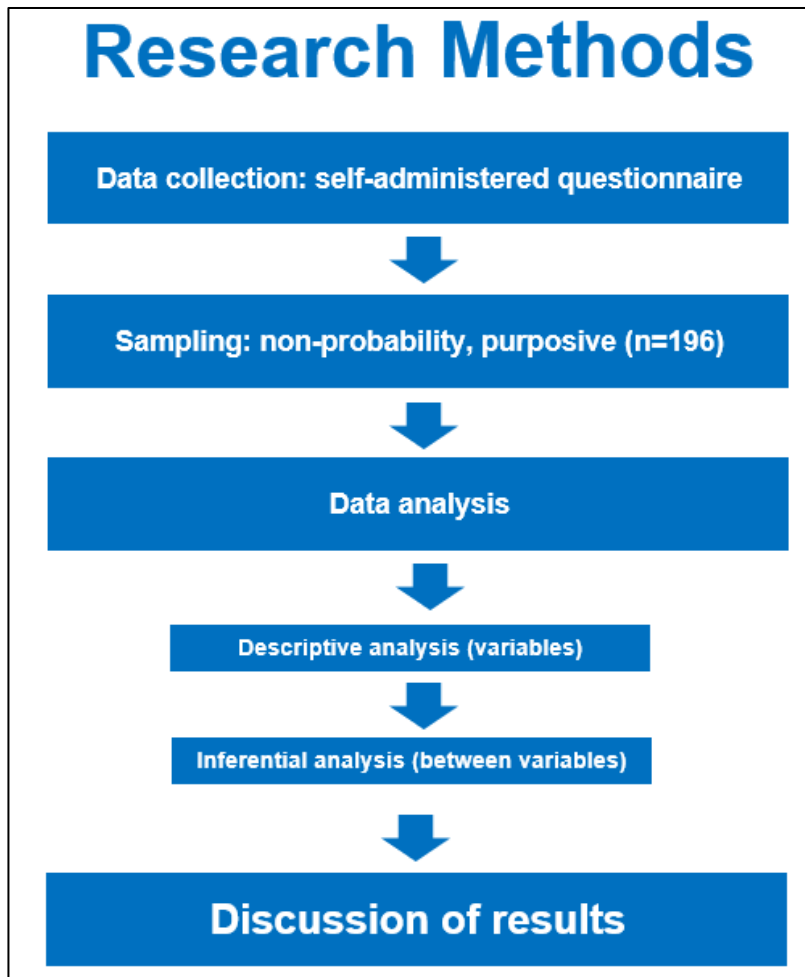 Research Methods
Data collection: self-administered questionnaire
Sampling: non-probability, purposive (n=196)
Data analysis
Descriptive analysis (variables)
Inferential analysis (between variables)
Discussion of results